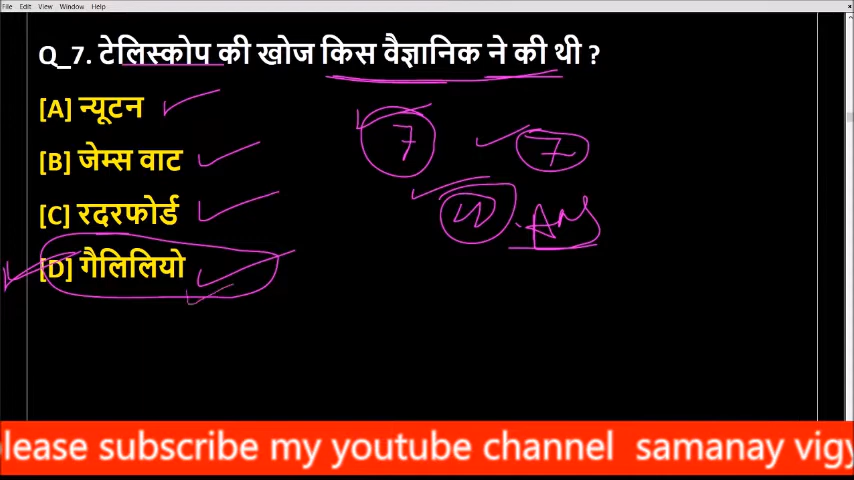 File Edit View Window Help
Q_7. टेलिस्कोप की खोज किस वैज्ञानिक ने की थी ?
[A] न्यूटन
[B] जेम्स वाट
[C] रदरफोर्ड
[D] गैलिलियो
7
7
Ans
lease subscribe my youtube channel samanay vigy